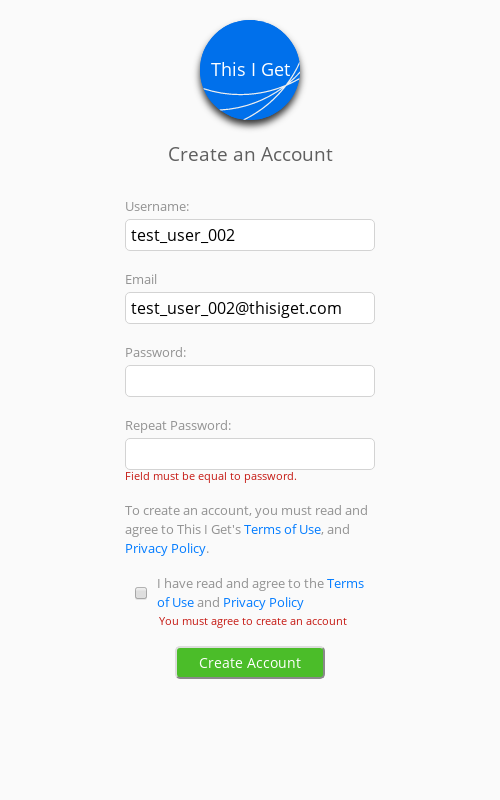 This I Get
Create an Account
Username:
test_user_002
Email
test_user_002@thisiget.com
Password:
Repeat Password:
Field must be equal to password.
To create an account, you must read and
agree to This I Get's Terms of Use, and
Privacy Policy.
I have read and agree to the Terms
of Use and Privacy Policy
You must agree to create an account
Create Account